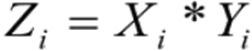 Z_i = X_i * Y_i